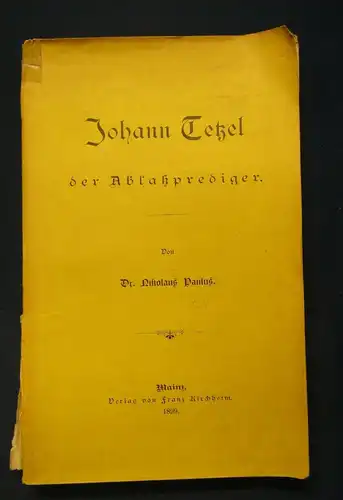 Johann Tetzel
der Ablaßprediger.
Von
Dr. Nikolaus Paulus.
Mainz,
Verlag von Franz Kirchheim.
1899.